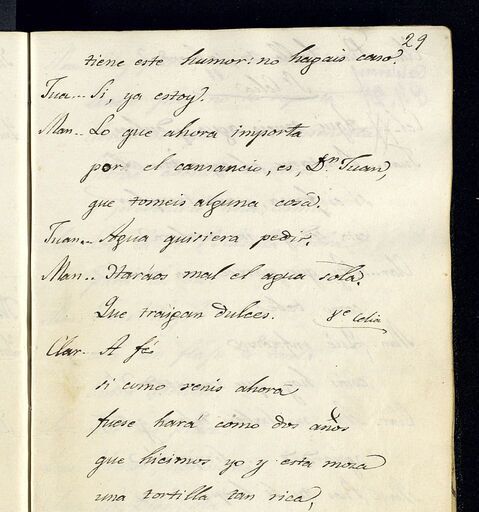 29
tiene este humor: no hagais caso.
Jua... Si, ya estoy.
Man.. Lo que ahora importa
por el cansancio, es, Dn. Juan,
que tomeis alguna cosa.
Juan... Agua quisiera pedir.
Man.. Haraos mal el agua sola.
Que traigan dulces. Ve. Celia
Clar.. A fé
si como venis ahora
fuese hará como dos años
que hicimos yo y esta moza
una tortilla tan rica,